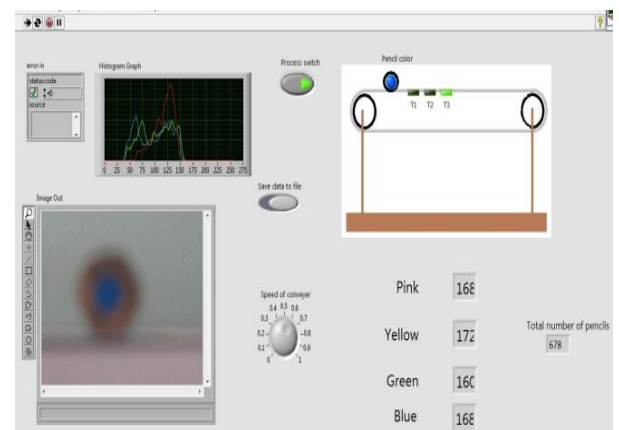 error in
status code
source
Histogram Graph
0 25 50 75 100 125 150 175 200 225 250 275
Process switch
Pencil color
T1 T2 T3
Save data to file
Image Out
Speed of conveyer
0 0.1 0.2 0.3 0.4 0.5 0.6 0.7 0.8 0.9 1
Pink 168
Yellow 172
Green 160
Blue 168
Total number of pencils
678